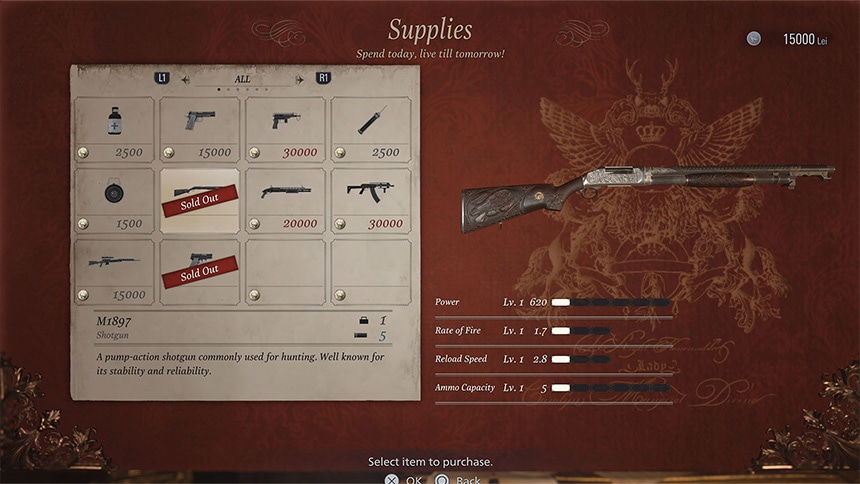 Supplies
Spend today, live till tomorrow!
15000 Lei
L1 ALL R1
2500 15000 30000 2500
1500 Sold Out 20000 30000
15000 Sold Out
M1897 1
Shotgun 5
A pump-action shotgun commonly used for hunting. Well known for
its stability and reliability.
Power Lv. 1 620
Rate of Fire Lv. 1 1.7
Reload Speed Lv. 1 2.8
Ammo Capacity Lv. 1 5
Select item to purchase.
OK Back